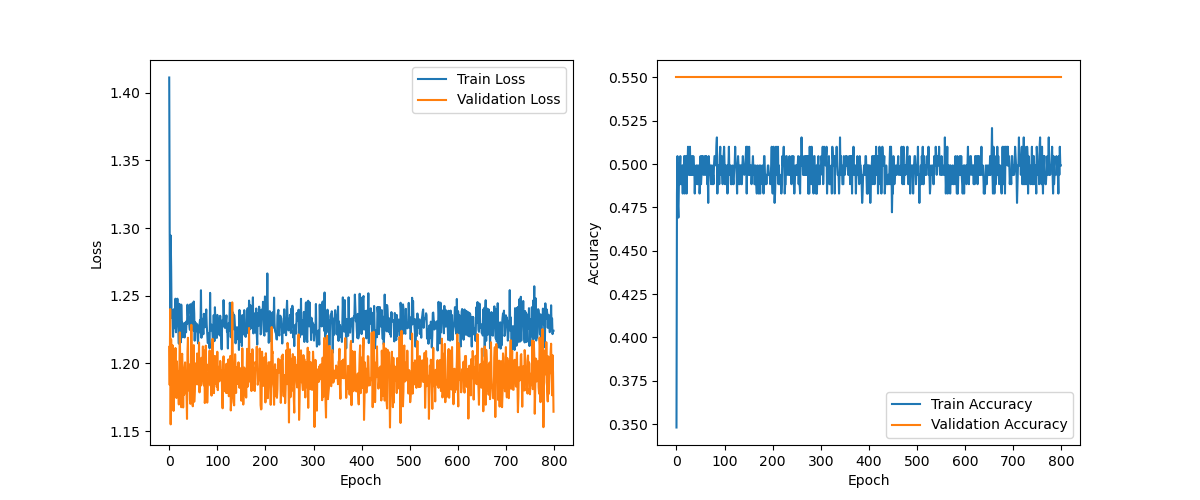 Train Loss
Validation Loss
1.40
1.35
1.30
1.25
1.20
1.15
Loss
0 100 200 300 400 500 600 700 800
Epoch
0.550
0.525
0.500
0.475
0.450
0.425
0.400
0.375
0.350
Accuracy
Train Accuracy
Validation Accuracy
0 100 200 300 400 500 600 700 800
Epoch